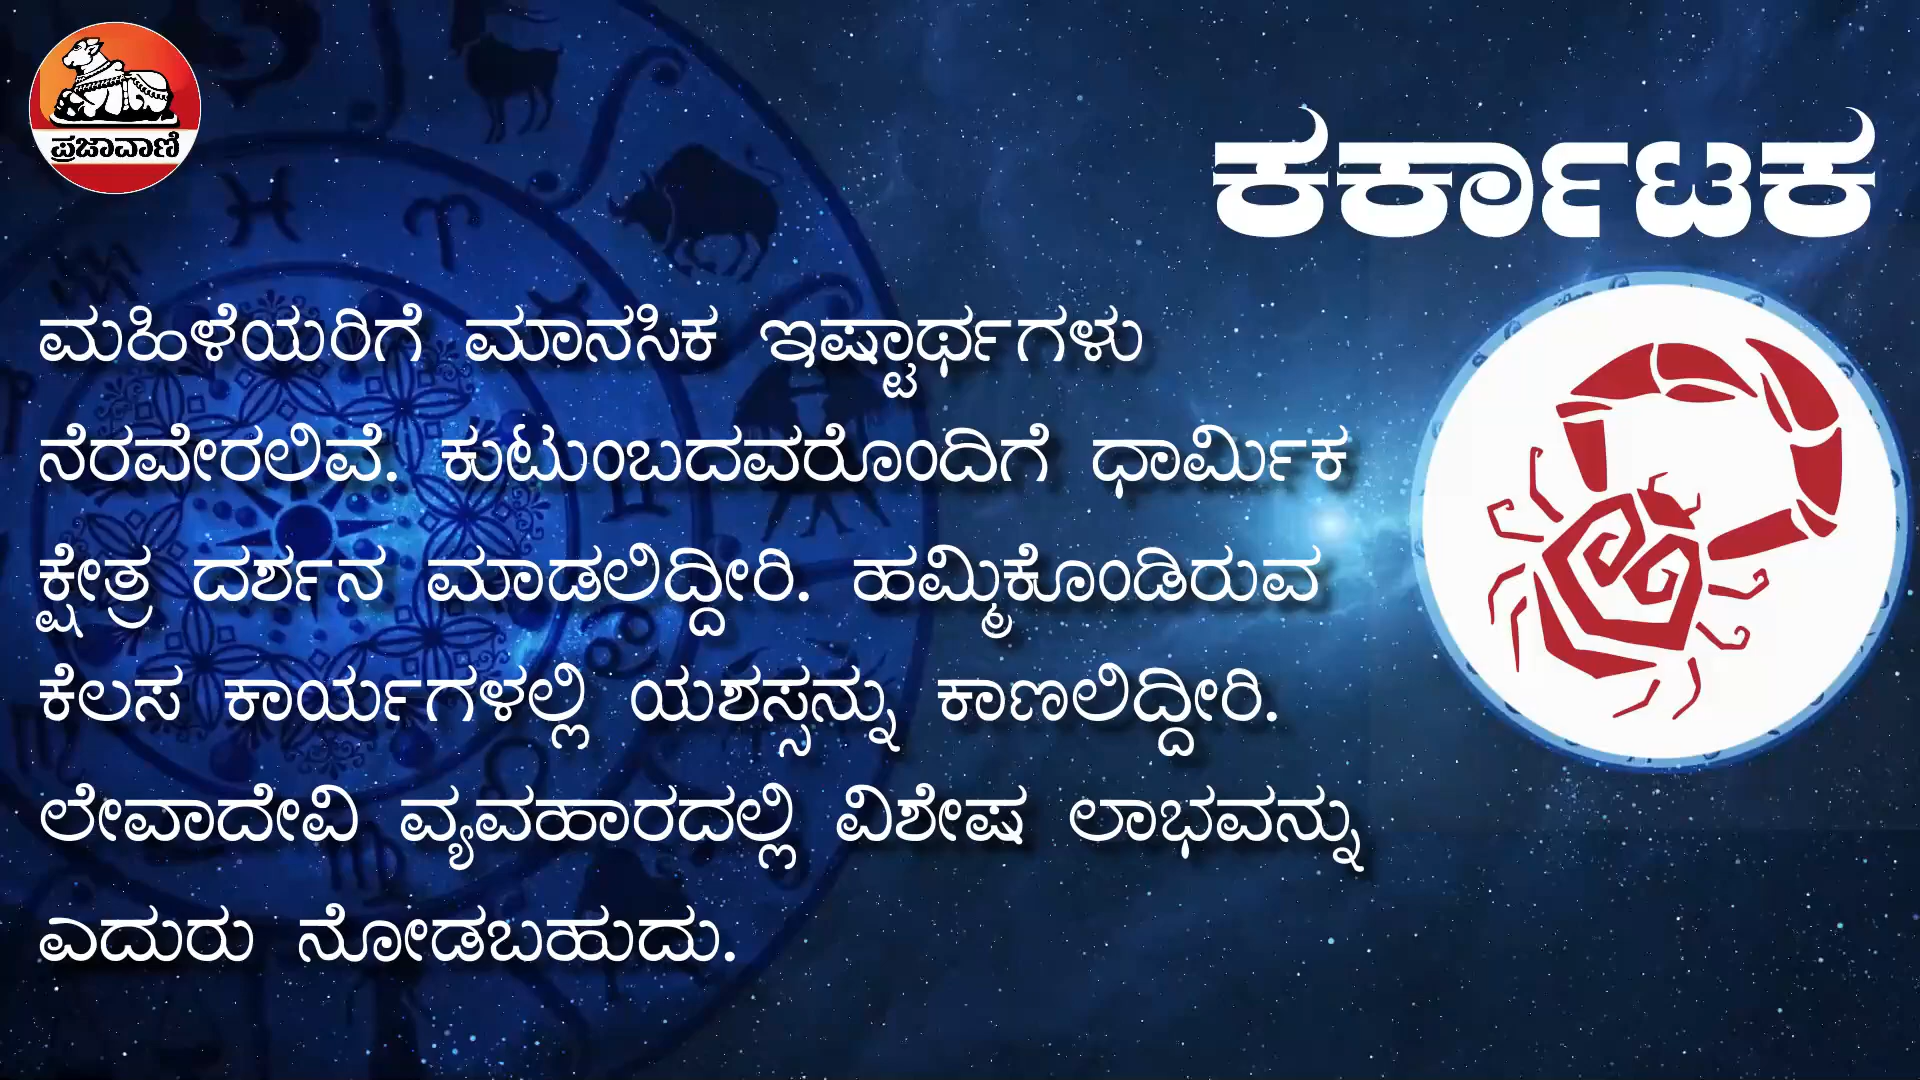 ಪ್ರಜಾವಾಣಿ
ಕರ್ಕಾಟಕ
ಮಹಿಳೆಯರಿಗೆ ಮಾನಸಿಕ ಇಷ್ಟಾರ್ಥಗಳು
ನೆರವೇರಲಿವೆ. ಕುಟುಂಬದವರೊಂದಿಗೆ ಧಾರ್ಮಿಕ
ಕ್ಷೇತ್ರ ದರ್ಶನ ಮಾಡಲಿದ್ದೀರಿ. ಹಮ್ಮಿಕೊಂಡಿರುವ
ಕೆಲಸ ಕಾರ್ಯಗಳಲ್ಲಿ ಯಶಸ್ಸನ್ನು ಕಾಣಲಿದ್ದೀರಿ.
ಲೇವಾದೇವಿ ವ್ಯವಹಾರದಲ್ಲಿ ವಿಶೇಷ ಲಾಭವನ್ನು
ಎದುರು ನೋಡಬಹುದು.